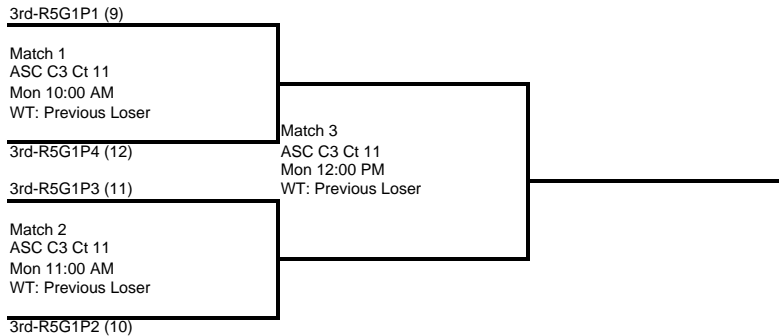 3rd-R5G1P1 (9)
Match 1
ASC C3 Ct 11
Mon 10:00 AM
WT: Previous Loser
3rd-R5G1P4 (12)
Match 3
ASC C3 Ct 11
Mon 12:00 PM
WT: Previous Loser
3rd-R5G1P3 (11)
Match 2
ASC C3 Ct 11
Mon 11:00 AM
WT: Previous Loser
3rd-R5G1P2 (10)